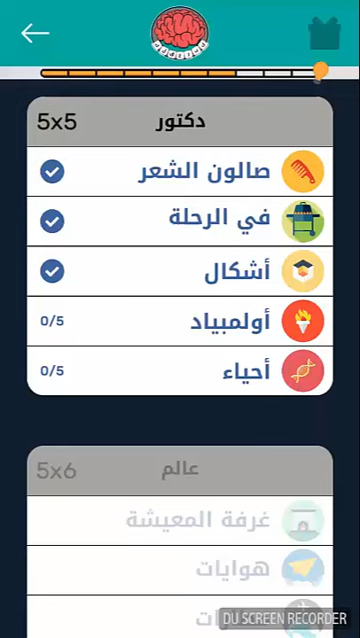 دكتور 5x5
صالون الشعر
في الرحلة
أشكال
أولمبياد 0/5
أحياء 0/5
عالم 5x6
غرفة المعيشة
هوايات
DU SCREEN RECORDER